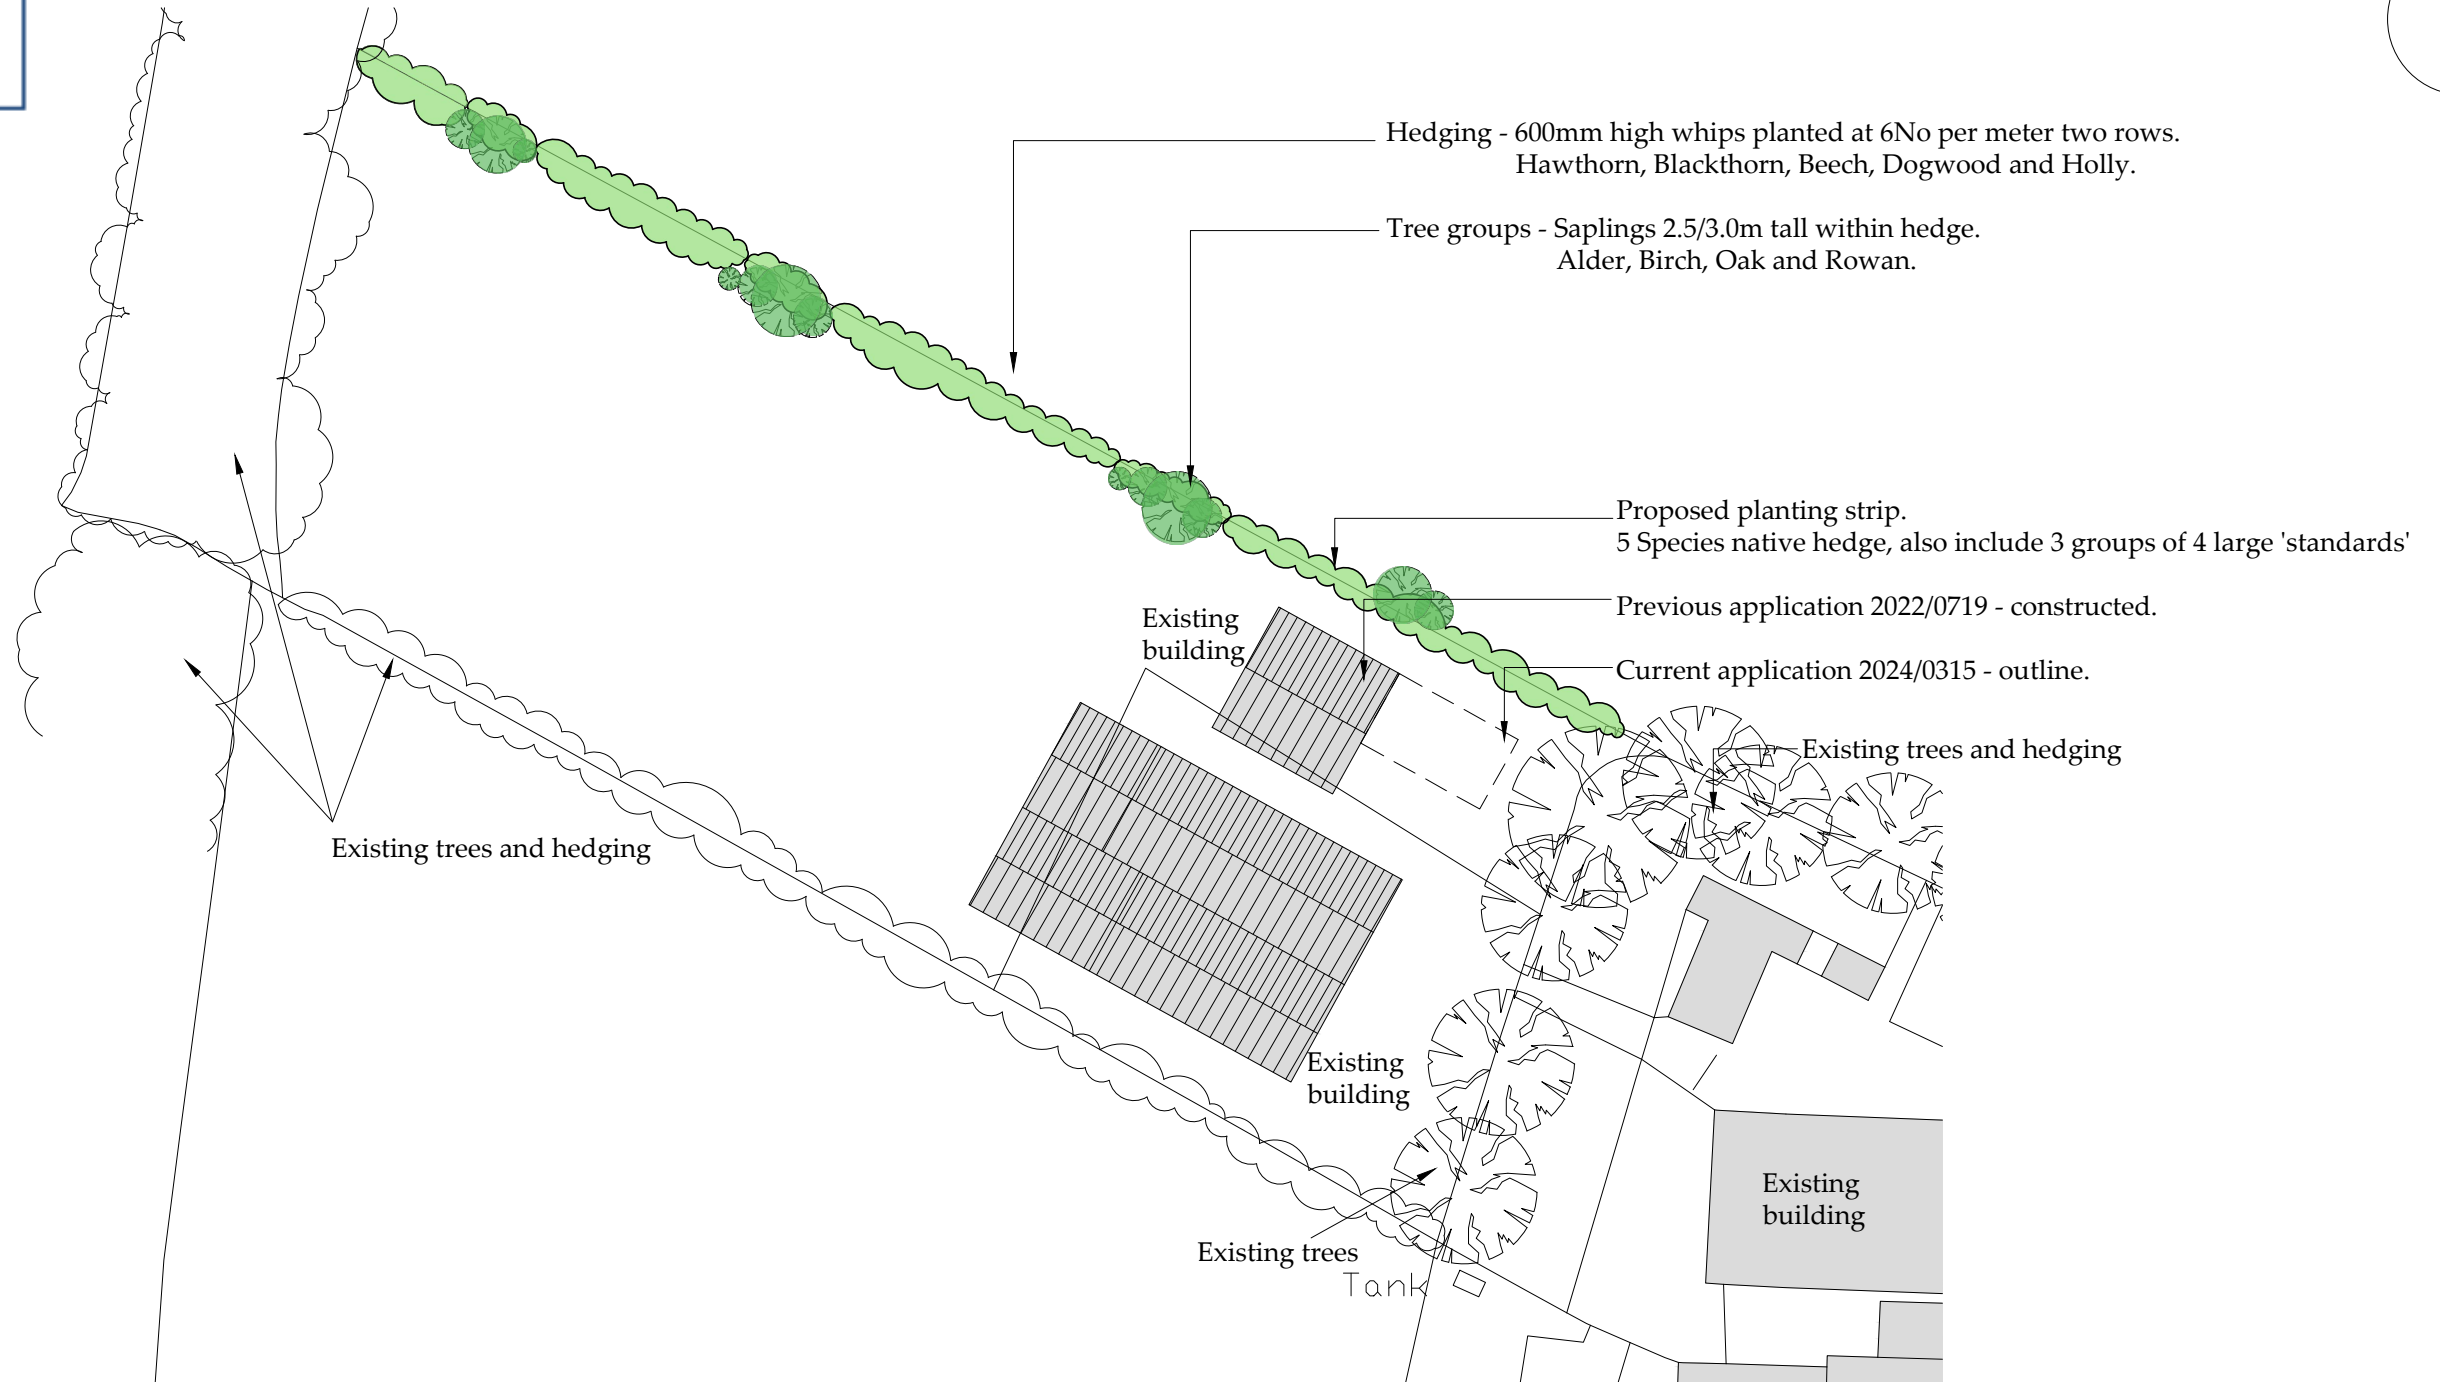 Hedging - 600mm high whips planted at 6No per meter two rows.
Hawthorn, Blackthorn, Beech, Dogwood and Holly.
Tree groups - Saplings 2.5/3.0m tall within hedge.
Alder, Birch, Oak and Rowan.
Proposed planting strip.
5 Species native hedge, also include 3 groups of 4 large 'standards'
Previous application 2022/0719 - constructed.
Existing
building
Current application 2024/0315 - outline.
Existing trees and hedging
Existing trees and hedging
Existing
building
Existing
building
Existing trees
Tank